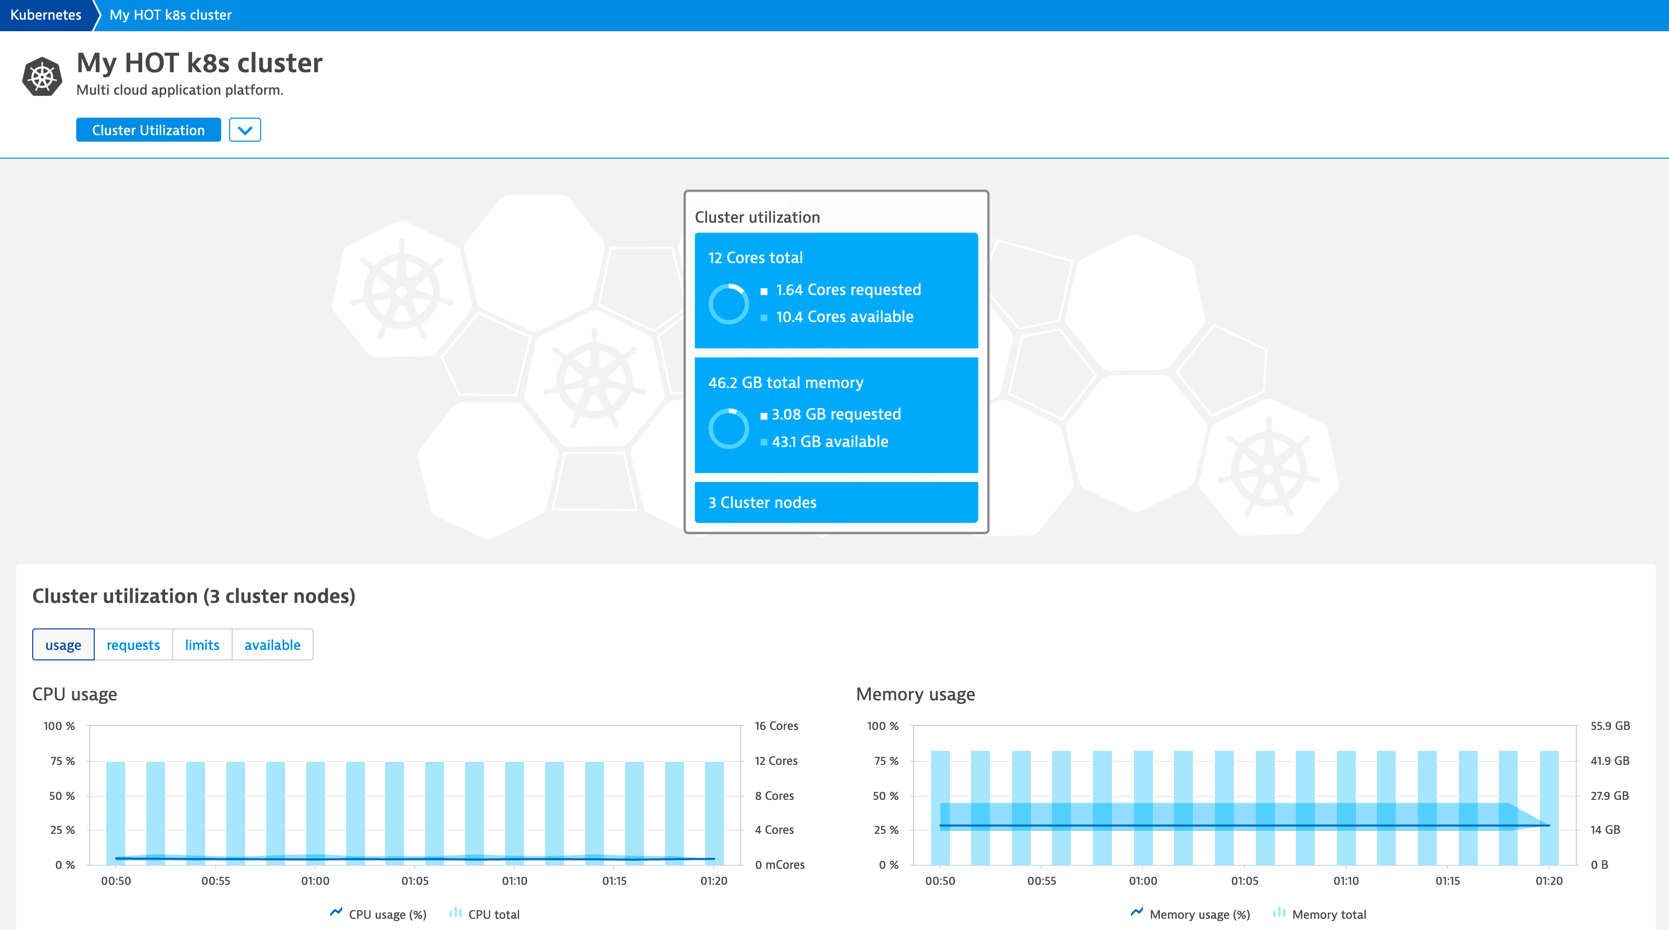 Kubernetes
My HOT k8s cluster
My HOT k8s cluster
Multi cloud application platform.
Cluster Utilization
Cluster utilization
12 Cores total
1.64 Cores requested
10.4 Cores available
46.2 GB total memory
3.08 GB requested
43.1 GB available
3 Cluster nodes
Cluster utilization (3 cluster nodes)
usage
requests
limits
available
CPU usage
100 %
75 %
50 %
25 %
0 %
16 Cores
12 Cores
8 Cores
4 Cores
0 mCores
00:50
00:55
01:00
01:05
01:10
01:15
01:20
CPU usage (%)
CPU total
Memory usage
100 %
75 %
50 %
25 %
0 %
55.9 GB
41.9 GB
27.9 GB
14 GB
0 B
00:50
00:55
01:00
01:05
01:10
01:15
01:20
Memory usage (%)
Memory total